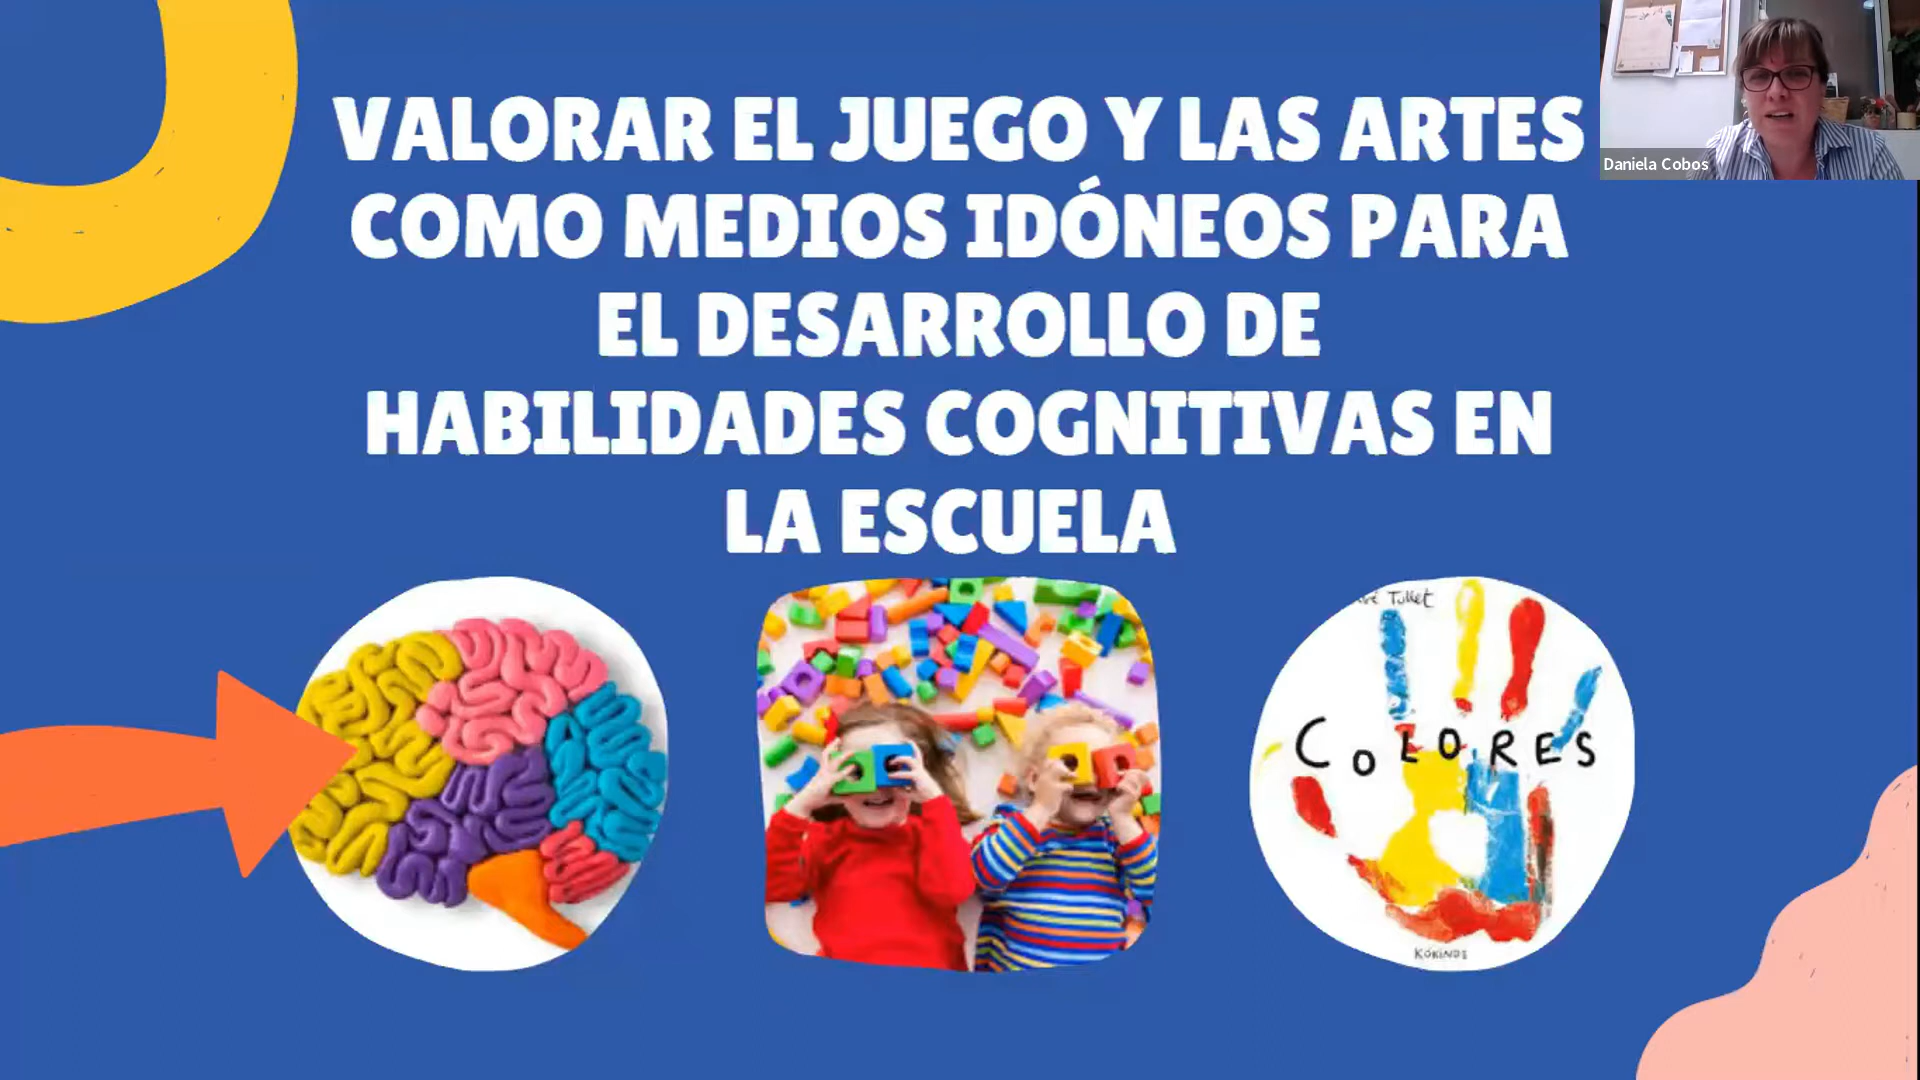 VALORAR EL JUEGO Y LAS ARTES
COMO MEDIOS IDÓNEOS PARA
EL DESARROLLO DE
HABILIDADES COGNITIVAS EN
LA ESCUELA
Daniela Cobos
Tullet
COLORES
KÓKINOS